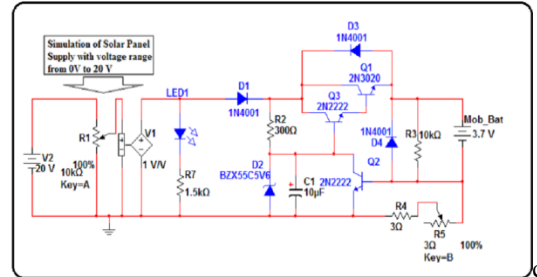 Simulation of Solar Panel
Supply with voltage range
from 0V to 20 V
D3
1N4001
Q1
2N3020
LED1
D1
1N4001
Q3
2N2222
R2
300Ω
1N4001
D4
R3
10kΩ
Mob_Bat
3.7 V
V2
20 V
R1
100%
10kΩ
Key=A
V1
1 V/V
R7
1.5kΩ
D2
BZX55C5V6
C1
10µF
Q2
2N2222
R4
3Ω
R5
3Ω
100%
Key=B